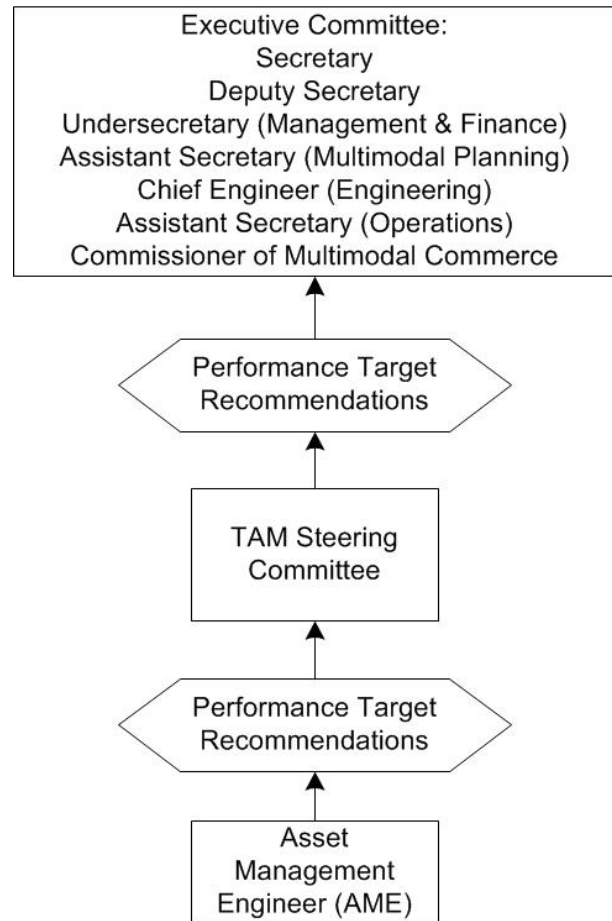 Executive Committee:
Secretary
Deputy Secretary
Undersecretary (Management & Finance)
Assistant Secretary (Multimodal Planning)
Chief Engineer (Engineering)
Assistant Secretary (Operations)
Commissioner of Multimodal Commerce
Performance Target
Recommendations
TAM Steering
Committee
Performance Target
Recommendations
Asset
Management
Engineer (AME)